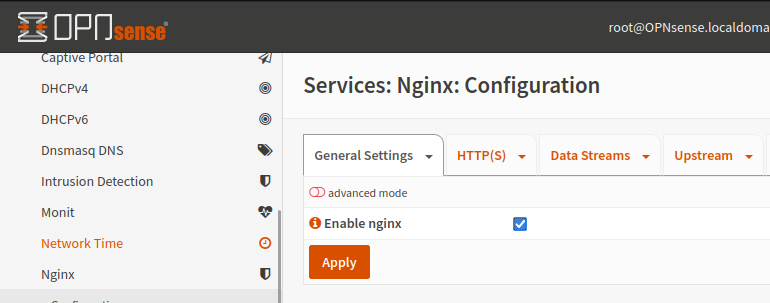 OPNsense
root@OPNsense.localdoma
Captive Portal
DHCPv4
DHCPv6
Dnsmasq DNS
Intrusion Detection
Monit
Network Time
Nginx
Services: Nginx: Configuration
General Settings HTTP(S) Data Streams Upstream
advanced mode
Enable nginx
Apply